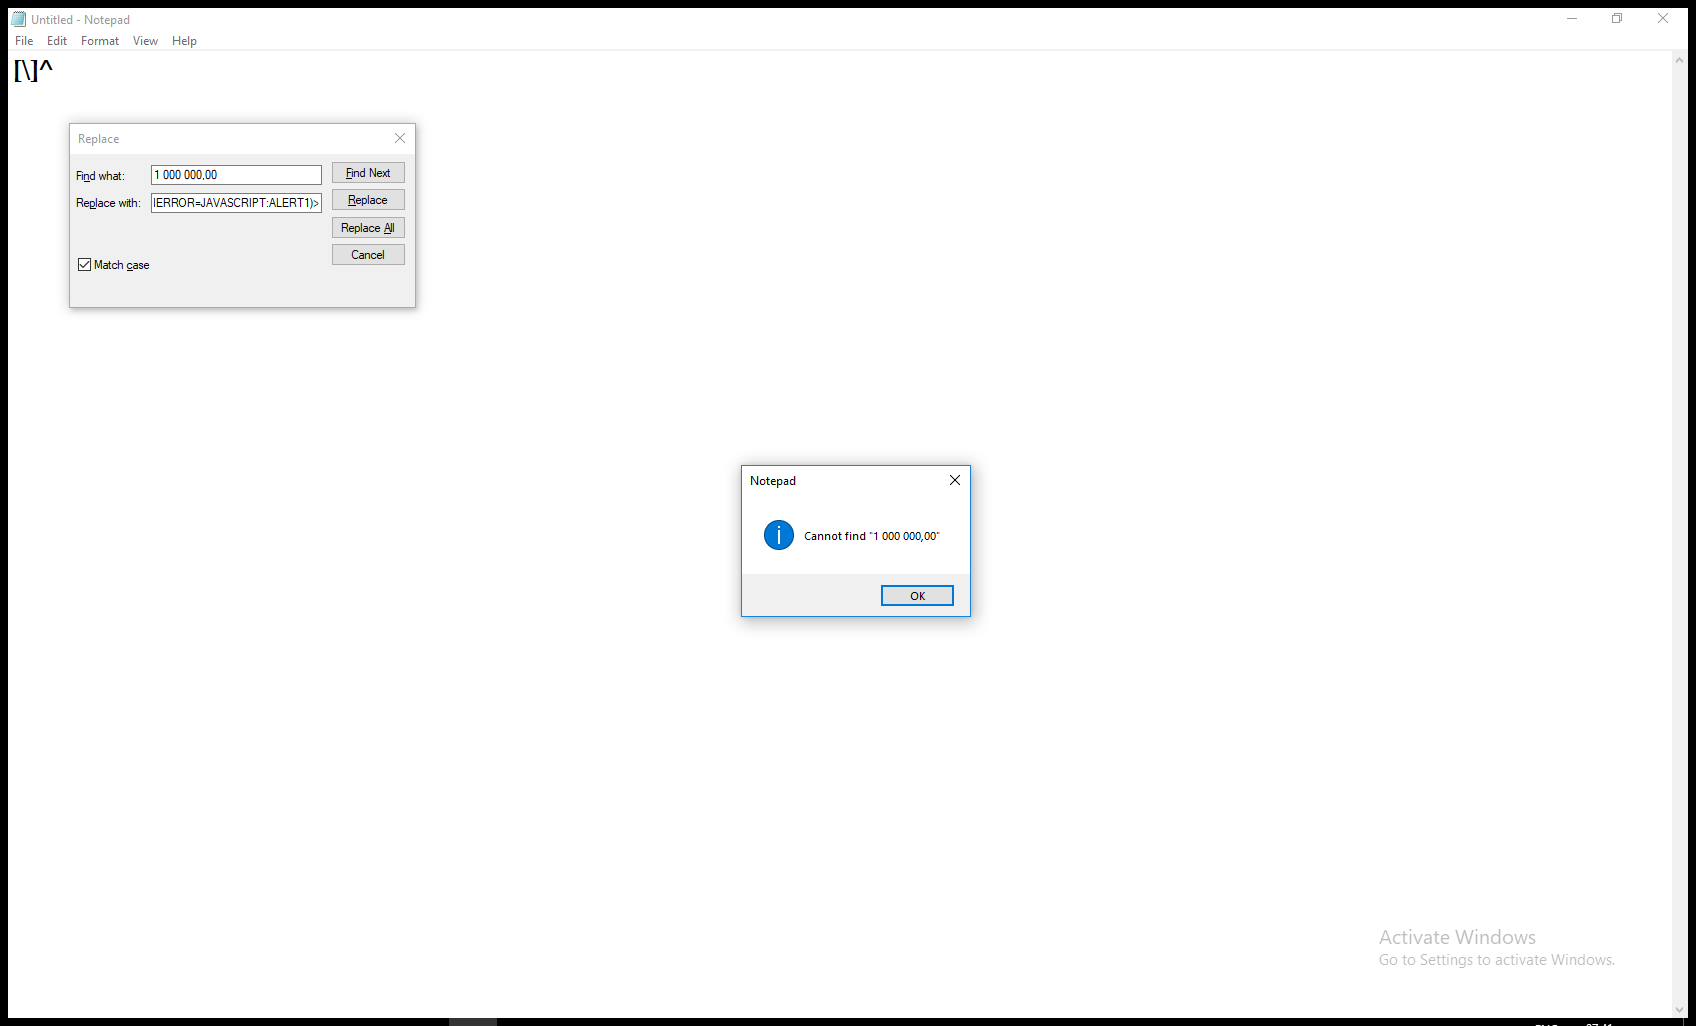 Untitled - Notepad
File Edit Format View Help
[\]^
Replace
Find what: 1 000 000,00 Find Next
Replace with: IERROR=JAVASCRIPT:ALERT1)> Replace
Replace All
Cancel
Match case
Notepad
Cannot find "1 000 000,00"
OK
Activate Windows
Go to Settings to activate Windows.